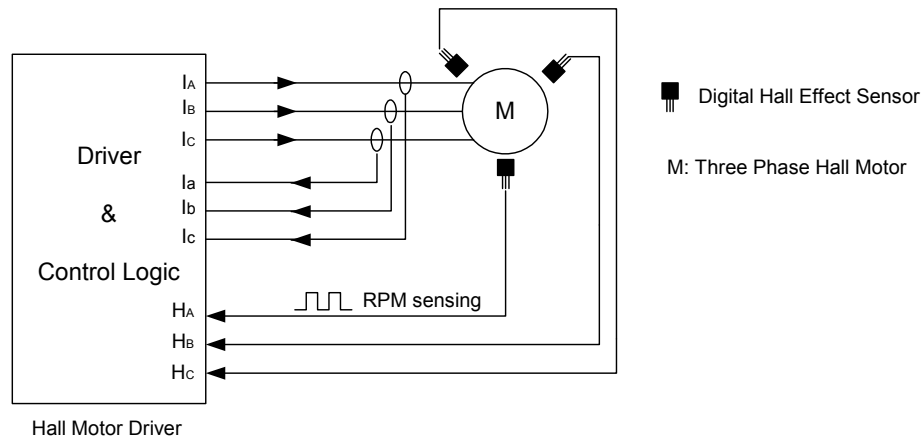 IA
IB
IC
Driver
&
Control Logic
Ia
Ib
Ic
HA
HB
HC
RPM sensing
M
Digital Hall Effect Sensor
M: Three Phase Hall Motor
Hall Motor Driver